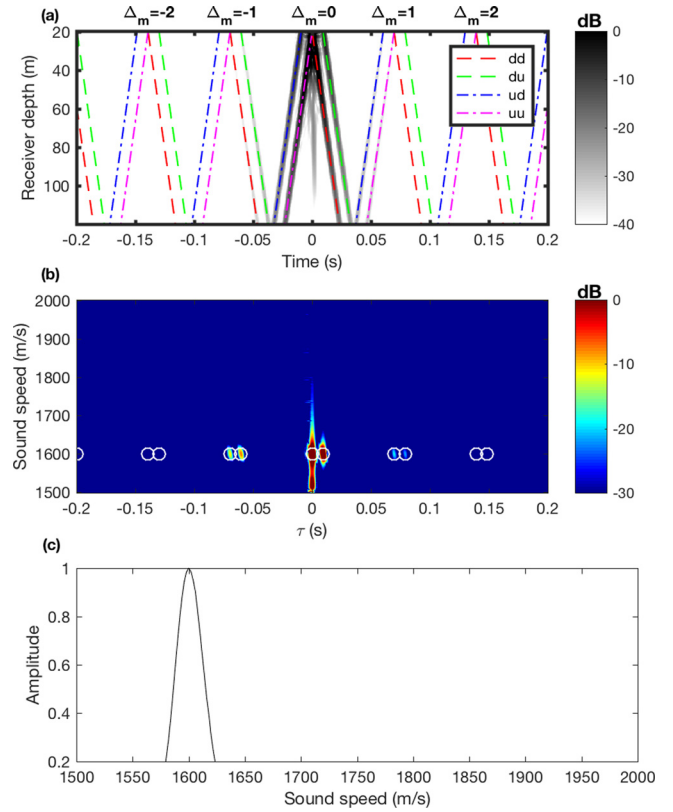 (a)
Δm=-2 Δm=-1 Δm=0 Δm=1 Δm=2
dB
20
40
60
80
100
Receiver depth (m)
dd
du
ud
uu
0
-10
-20
-30
-40
-0.2 -0.15 -0.1 -0.05 0 0.05 0.1 0.15 0.2
Time (s)
(b)
dB
2000
1900
1800
1700
1600
1500
Sound speed (m/s)
0
-10
-20
-30
-0.2 -0.15 -0.1 -0.05 0 0.05 0.1 0.15 0.2
τ (s)
(c)
1
0.8
0.6
0.4
0.2
Amplitude
1500 1550 1600 1650 1700 1750 1800 1850 1900 1950 2000
Sound speed (m/s)